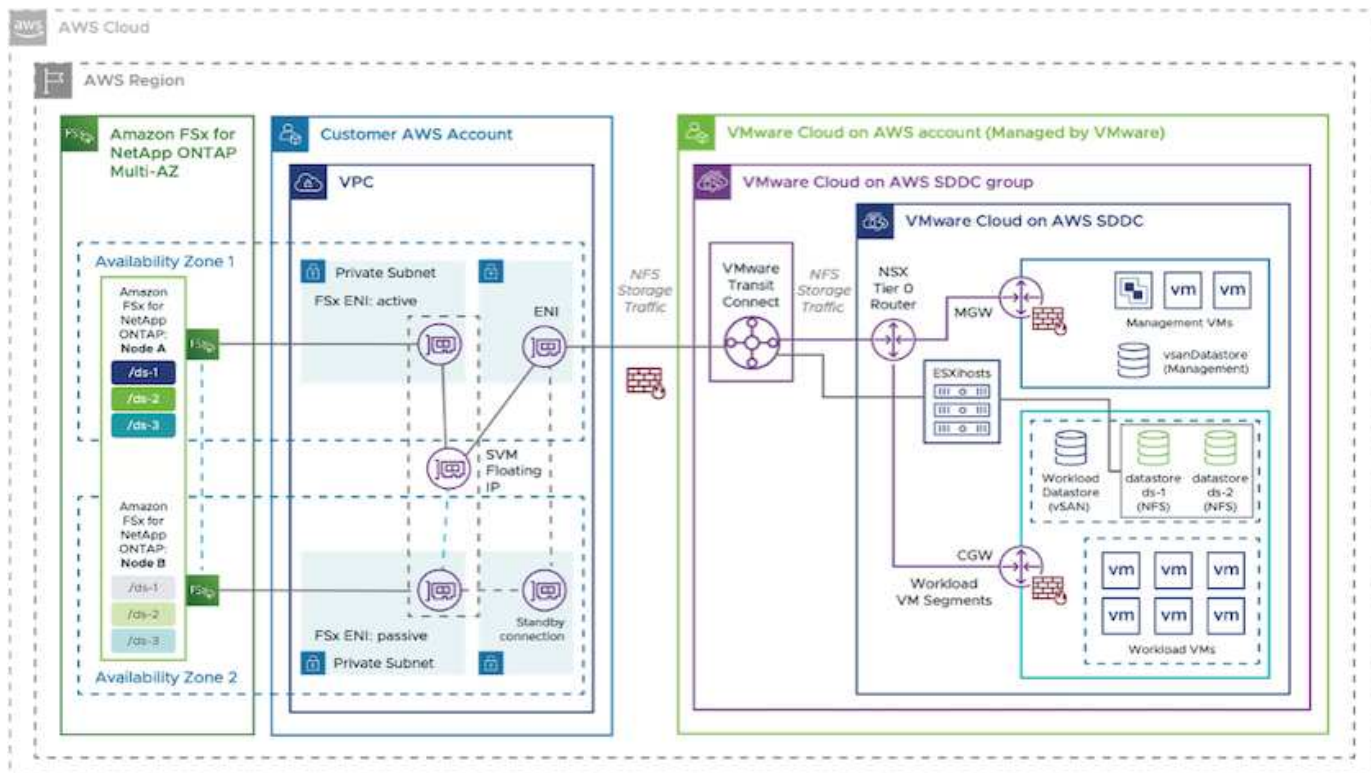 aws
AWS Cloud
AWS Region
FSx
Amazon FSx for
NetApp ONTAP
Multi-AZ
Customer AWS Account
VPC
VMware Cloud on AWS account (Managed by VMware)
VMware Cloud on AWS SDDC group
VMware Cloud on AWS SDDC
Availability Zone 1
Amazon
FSx for
NetApp
ONTAP:
Node A
/ds-1
/ds-2
/ds-3
FSx
Private Subnet
FSx ENI: active
ENI
SVM
Floating
IP
NFS
Storage
Traffic
VMware
Transit
Connect
NFS
Storage
Traffic
NSX
Tier 0
Router
MGW
vm
vm
Management VMs
vsanDatastore
(Management)
ESXihosts
Workload
Datastore
(vSAN)
datastore
ds-1
(NFS)
datastore
ds-2
(NFS)
CGW
Workload
VM Segments
vm
vm
vm
vm
vm
vm
Workload VMs
Amazon
FSx for
NetApp
ONTAP:
Node B
/ds-1
/ds-2
/ds-3
FSx
FSx ENI: passive
Private Subnet
Standby
connection
Availability Zone 2